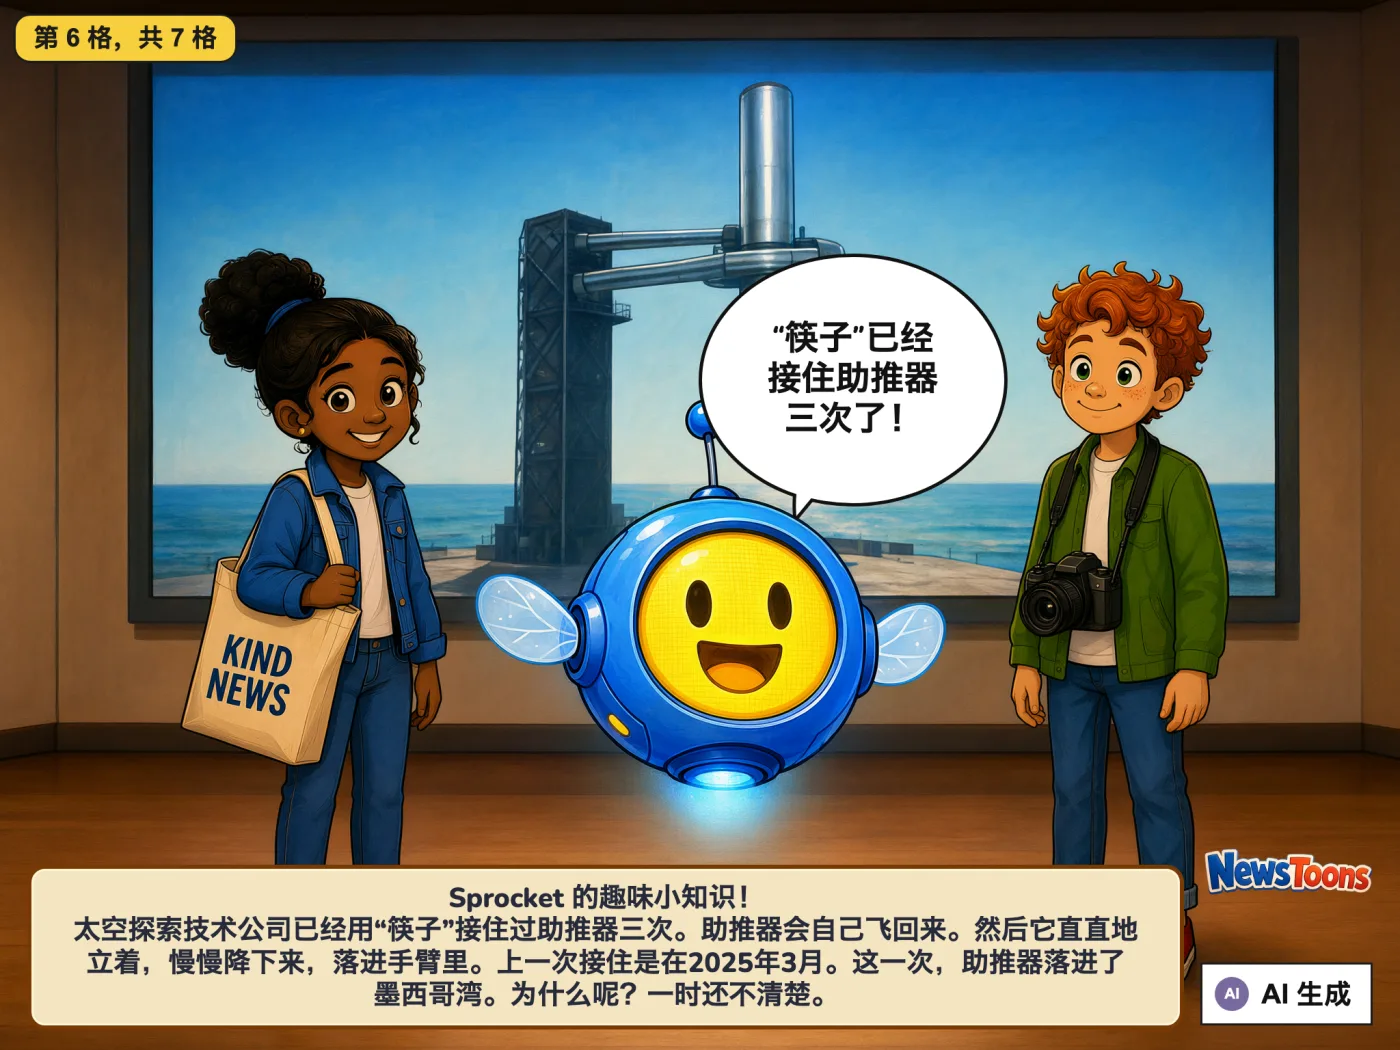 第 6 格，共 7 格
“筷子”已经
接住助推器
三次了！
KIND
NEWS
Sprocket 的趣味小知识！
太空探索技术公司已经用“筷子”接住过助推器三次。助推器会自己飞回来。然后它直直地
立着，慢慢降下来，落进手臂里。上一次接住是在2025年3月。这一次，助推器落进了
墨西哥湾。为什么呢？一时还不清楚。
NewsToons
AI AI 生成